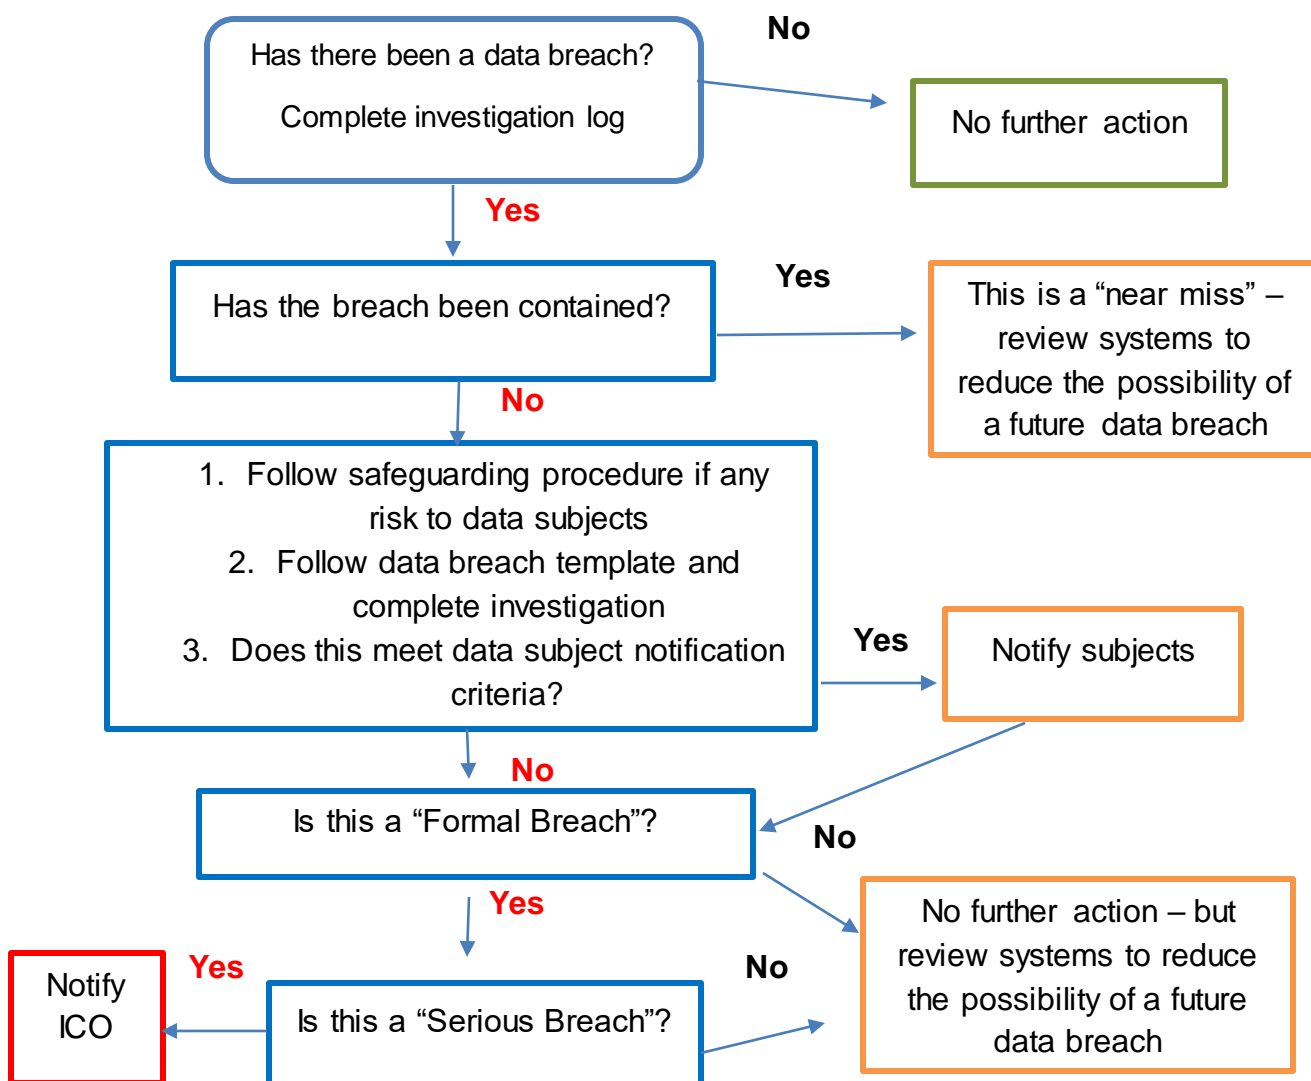 No
Has there been a data breach?
Complete investigation log
No further action
Yes
Has the breach been contained?
Yes
This is a “near miss” –
review systems to
reduce the possibility of
a future data breach
No
1. Follow safeguarding procedure if any
risk to data subjects
2. Follow data breach template and
complete investigation
3. Does this meet data subject notification
criteria?
Yes
Notify subjects
No
Is this a “Formal Breach”?
No
Yes
No further action – but
review systems to reduce
the possibility of a future
data breach
Yes
Notify
ICO
Is this a “Serious Breach”?
No